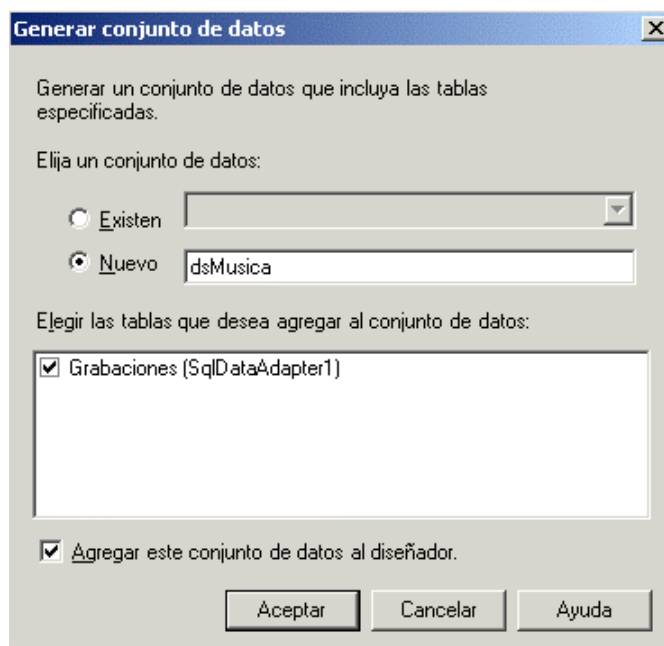 Generar conjunto de datos
Generar un conjunto de datos que incluya las tablas
especificadas.
Elija un conjunto de datos:
Existen
Nuevo
dsMusica
Elegir las tablas que desea agregar al conjunto de datos:
Grabaciones (SqlDataAdapter1)
Agregar este conjunto de datos al diseñador.
Aceptar
Cancelar
Ayuda